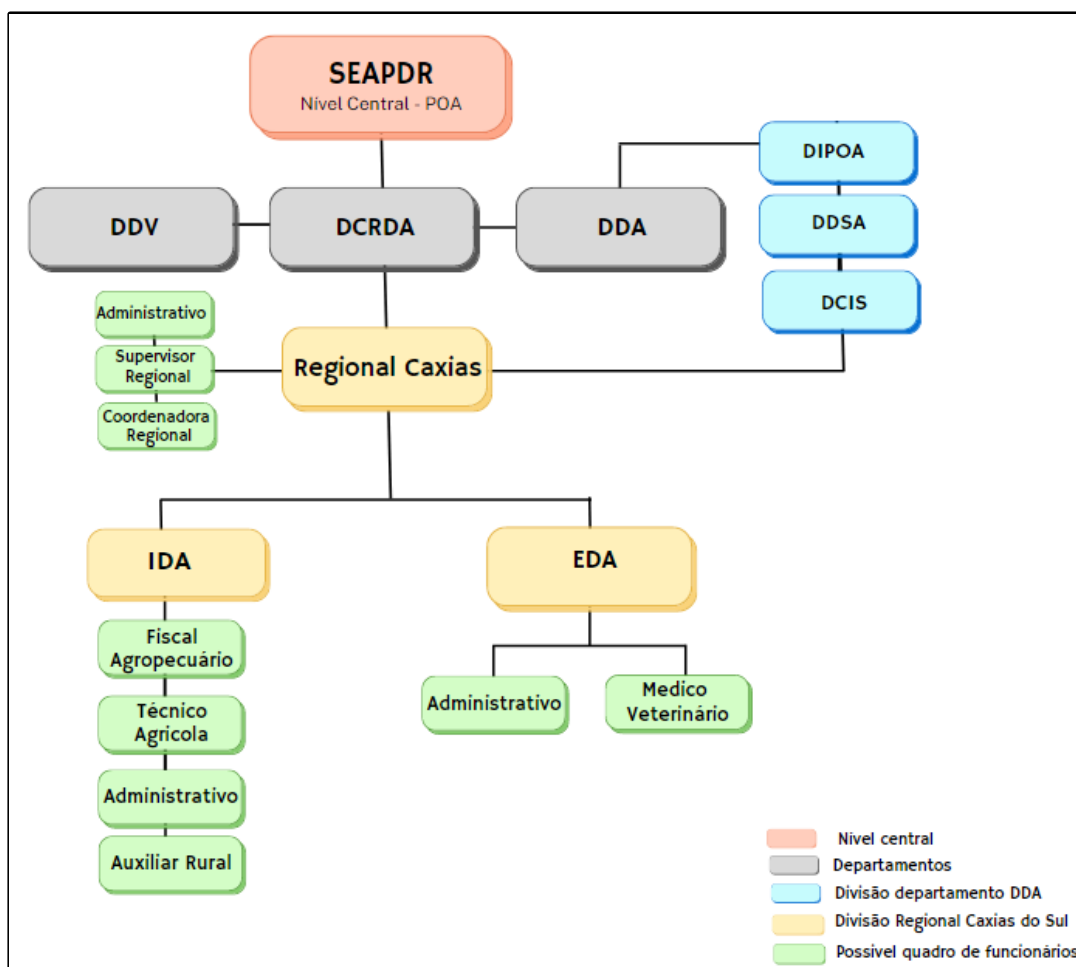 SEAPDR
Nível Central - POA
DIPOA
DDV
DCRDA
DDA
DDSA
DCIS
Administrativo
Supervisor
Regional
Coordenadora
Regional
Regional Caxias
IDA
EDA
Fiscal
Agropecuário
Técnico
Agrícola
Administrativo
Auxiliar Rural
Administrativo
Medico
Veterinário
Nível central
Departamentos
Divisão departamento DDA
Divisão Regional Caxias do Sul
Possível quadro de funcionários